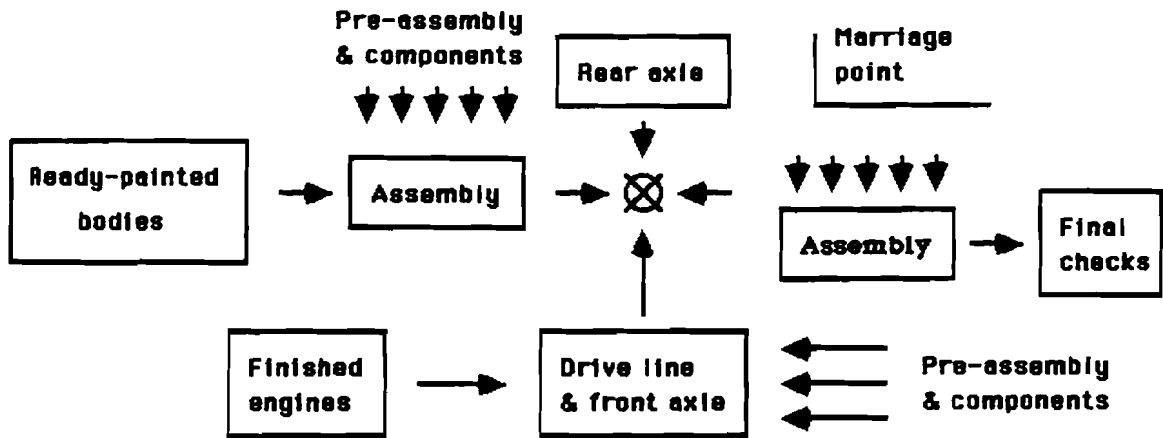 Pre-assembly
& components
Rear axle
Marriage
point
Ready-painted
bodies
Assembly
Assembly
Final
checks
Finished
engines
Drive line
& front axle
Pre-assembly
& components